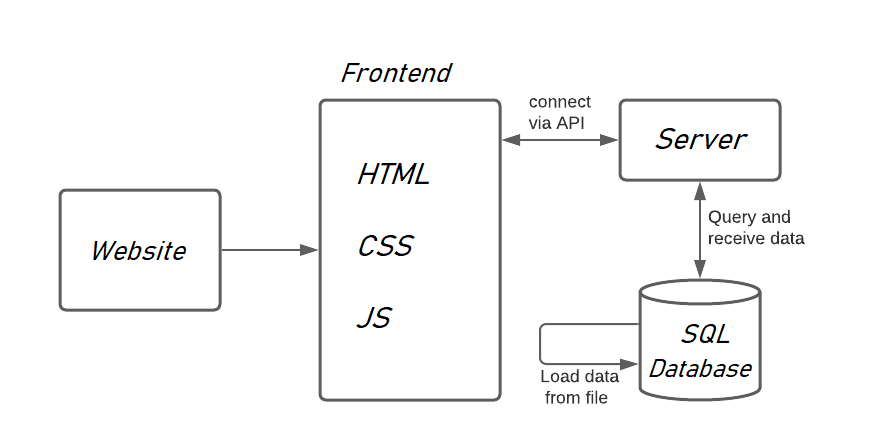 Frontend
connect
via API
Server
HTML
Query and
receive data
Website
CSS
JS
SQL
Database
Load data
from file